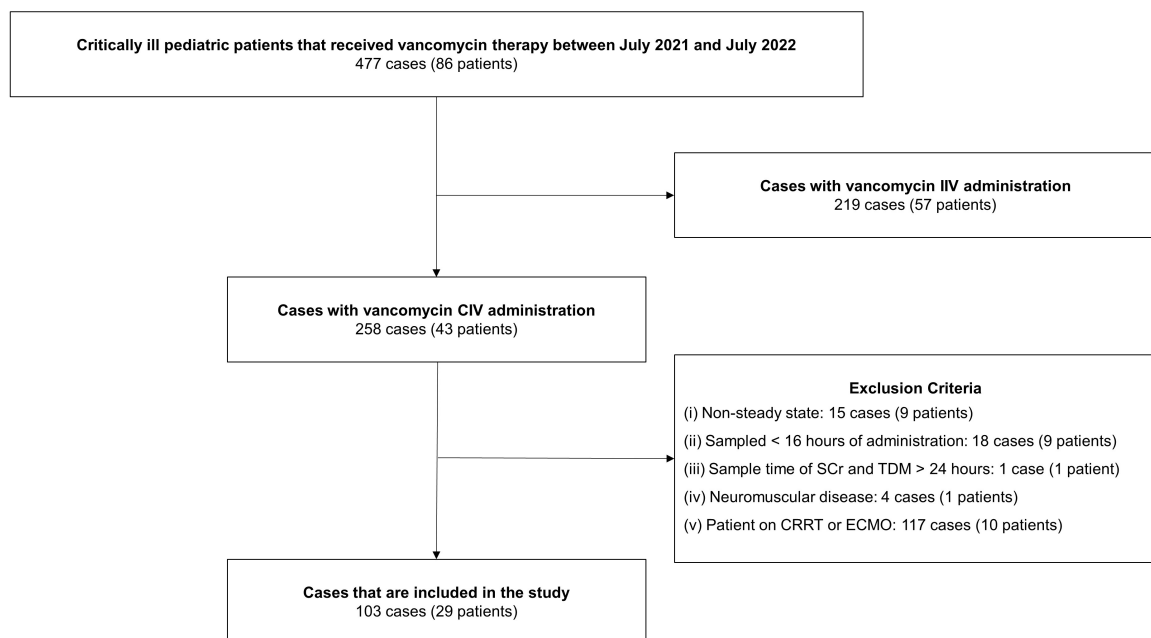 Critically ill pediatric patients that received vancomycin therapy between July 2021 and July 2022
477 cases (86 patients)
Cases with vancomycin IIV administration
219 cases (57 patients)
Cases with vancomycin CIV administration
258 cases (43 patients)
Exclusion Criteria
(i) Non-steady state: 15 cases (9 patients)
(ii) Sampled < 16 hours of administration: 18 cases (9 patients)
(iii) Sample time of SCr and TDM > 24 hours: 1 case (1 patient)
(iv) Neuromuscular disease: 4 cases (1 patients)
(v) Patient on CRRT or ECMO: 117 cases (10 patients)
Cases that are included in the study
103 cases (29 patients)